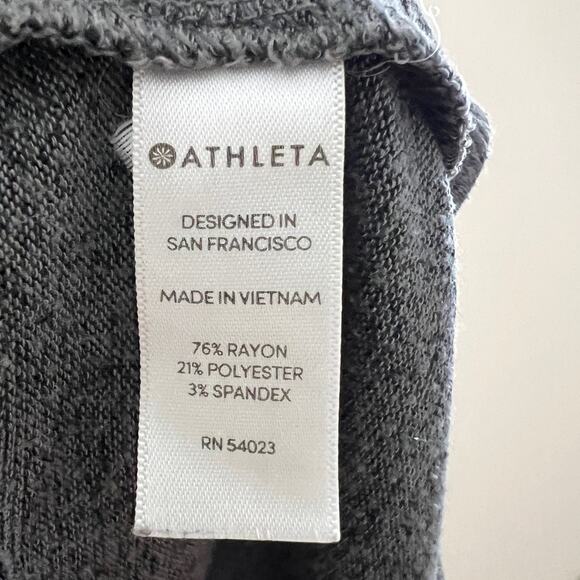 ATHLETA
DESIGNED IN
SAN FRANCISCO
MADE IN VIETNAM
76% RAYON
21% POLYESTER
3% SPANDEX
RN 54023